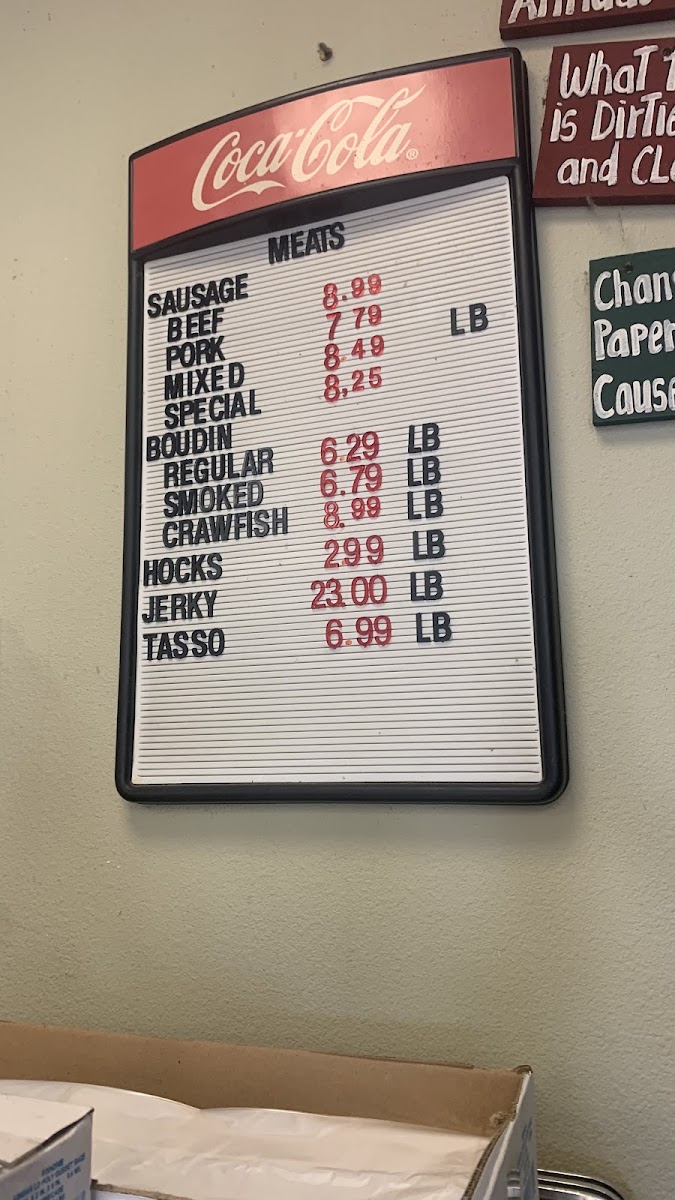 Coca-Cola®
MEATS
SAUSAGE
BEEF 8.99
PORK 7 79 LB
MIXED 8.49
SPECIAL 8,25
BOUDIN
REGULAR 6.29 LB
SMOKED 6.79 LB
CRAWFISH 8.99 LB
HOCKS 2.99 LB
JERKY 23.00 LB
TASSO 6.99 LB
WhaT
is DirTie
and CL
Chan
Paper
Cause